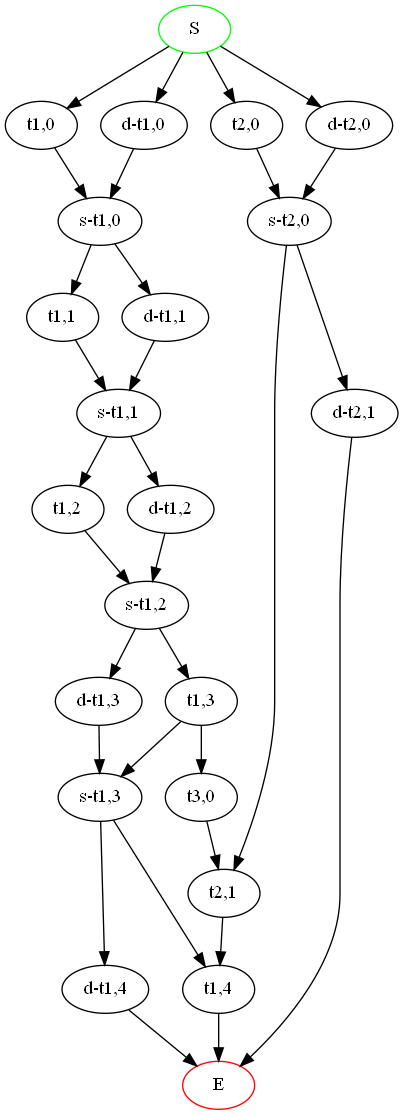 S
t1,0
d-t1,0
t2,0
d-t2,0
s-t1,0
s-t2,0
t1,1
d-t1,1
s-t1,1
d-t2,1
t1,2
d-t1,2
s-t1,2
d-t1,3
t1,3
s-t1,3
t3,0
t2,1
d-t1,4
t1,4
E